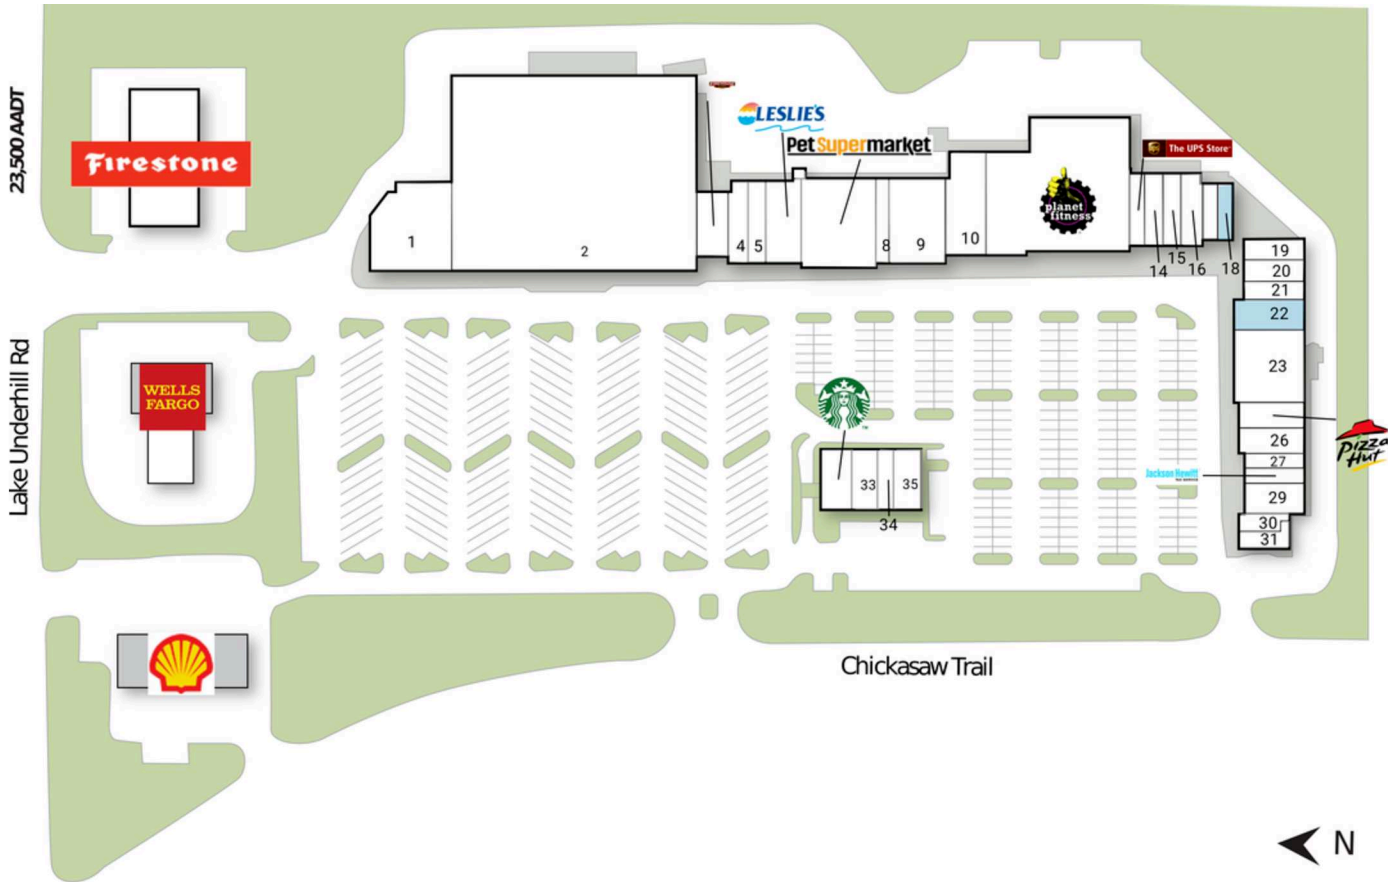 23,500 AADT
Firestone
LESLIE'S
Pet Supermarket
ups
The UPS Store
planet
fitness
1
2
4
5
8
9
10
14
15
16
18
19
20
21
22
23
26
27
29
30
31
Lake Underhill Rd
WELLS
FARGO
33
34
35
Jackson Hewitt
Pizza
Hut
Chickasaw Trail
N